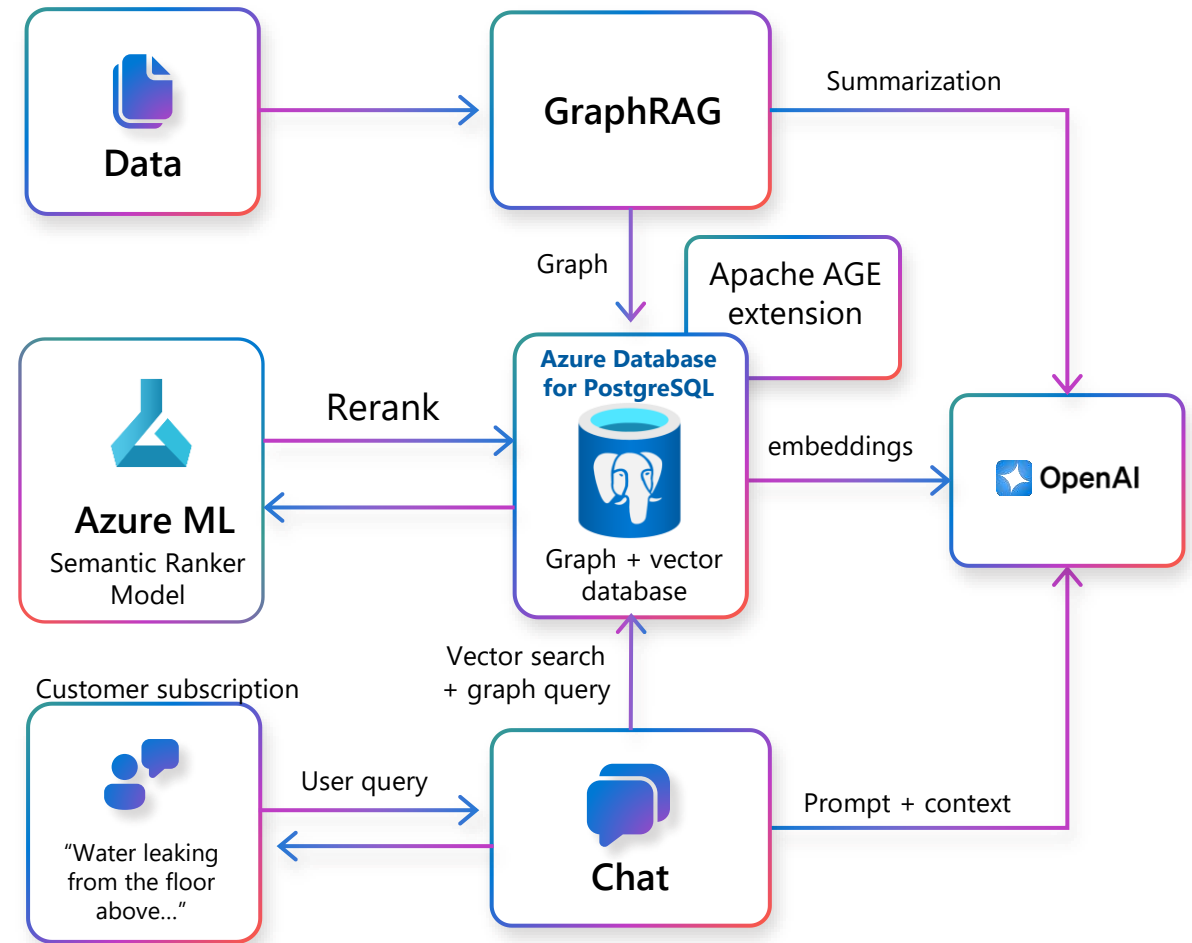 Data
GraphRAG
Summarization
Graph
Apache AGE
extension
Azure Database
for PostgreSQL
Graph + vector
database
Rerank
Azure ML
Semantic Ranker
Model
embeddings
OpenAI
Vector search
+ graph query
Customer subscription
“Water leaking
from the floor
above...”
User query
Chat
Prompt + context